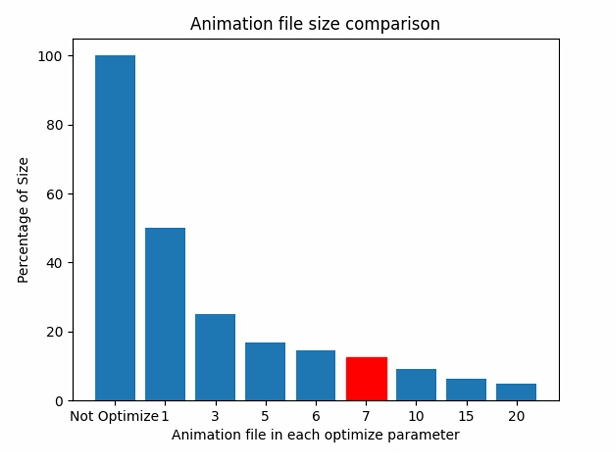 Animation file size comparison
100
80
60
40
20
0
Percentage of Size
Not Optimize 1 3 5 6 7 10 15 20
Animation file in each optimize parameter